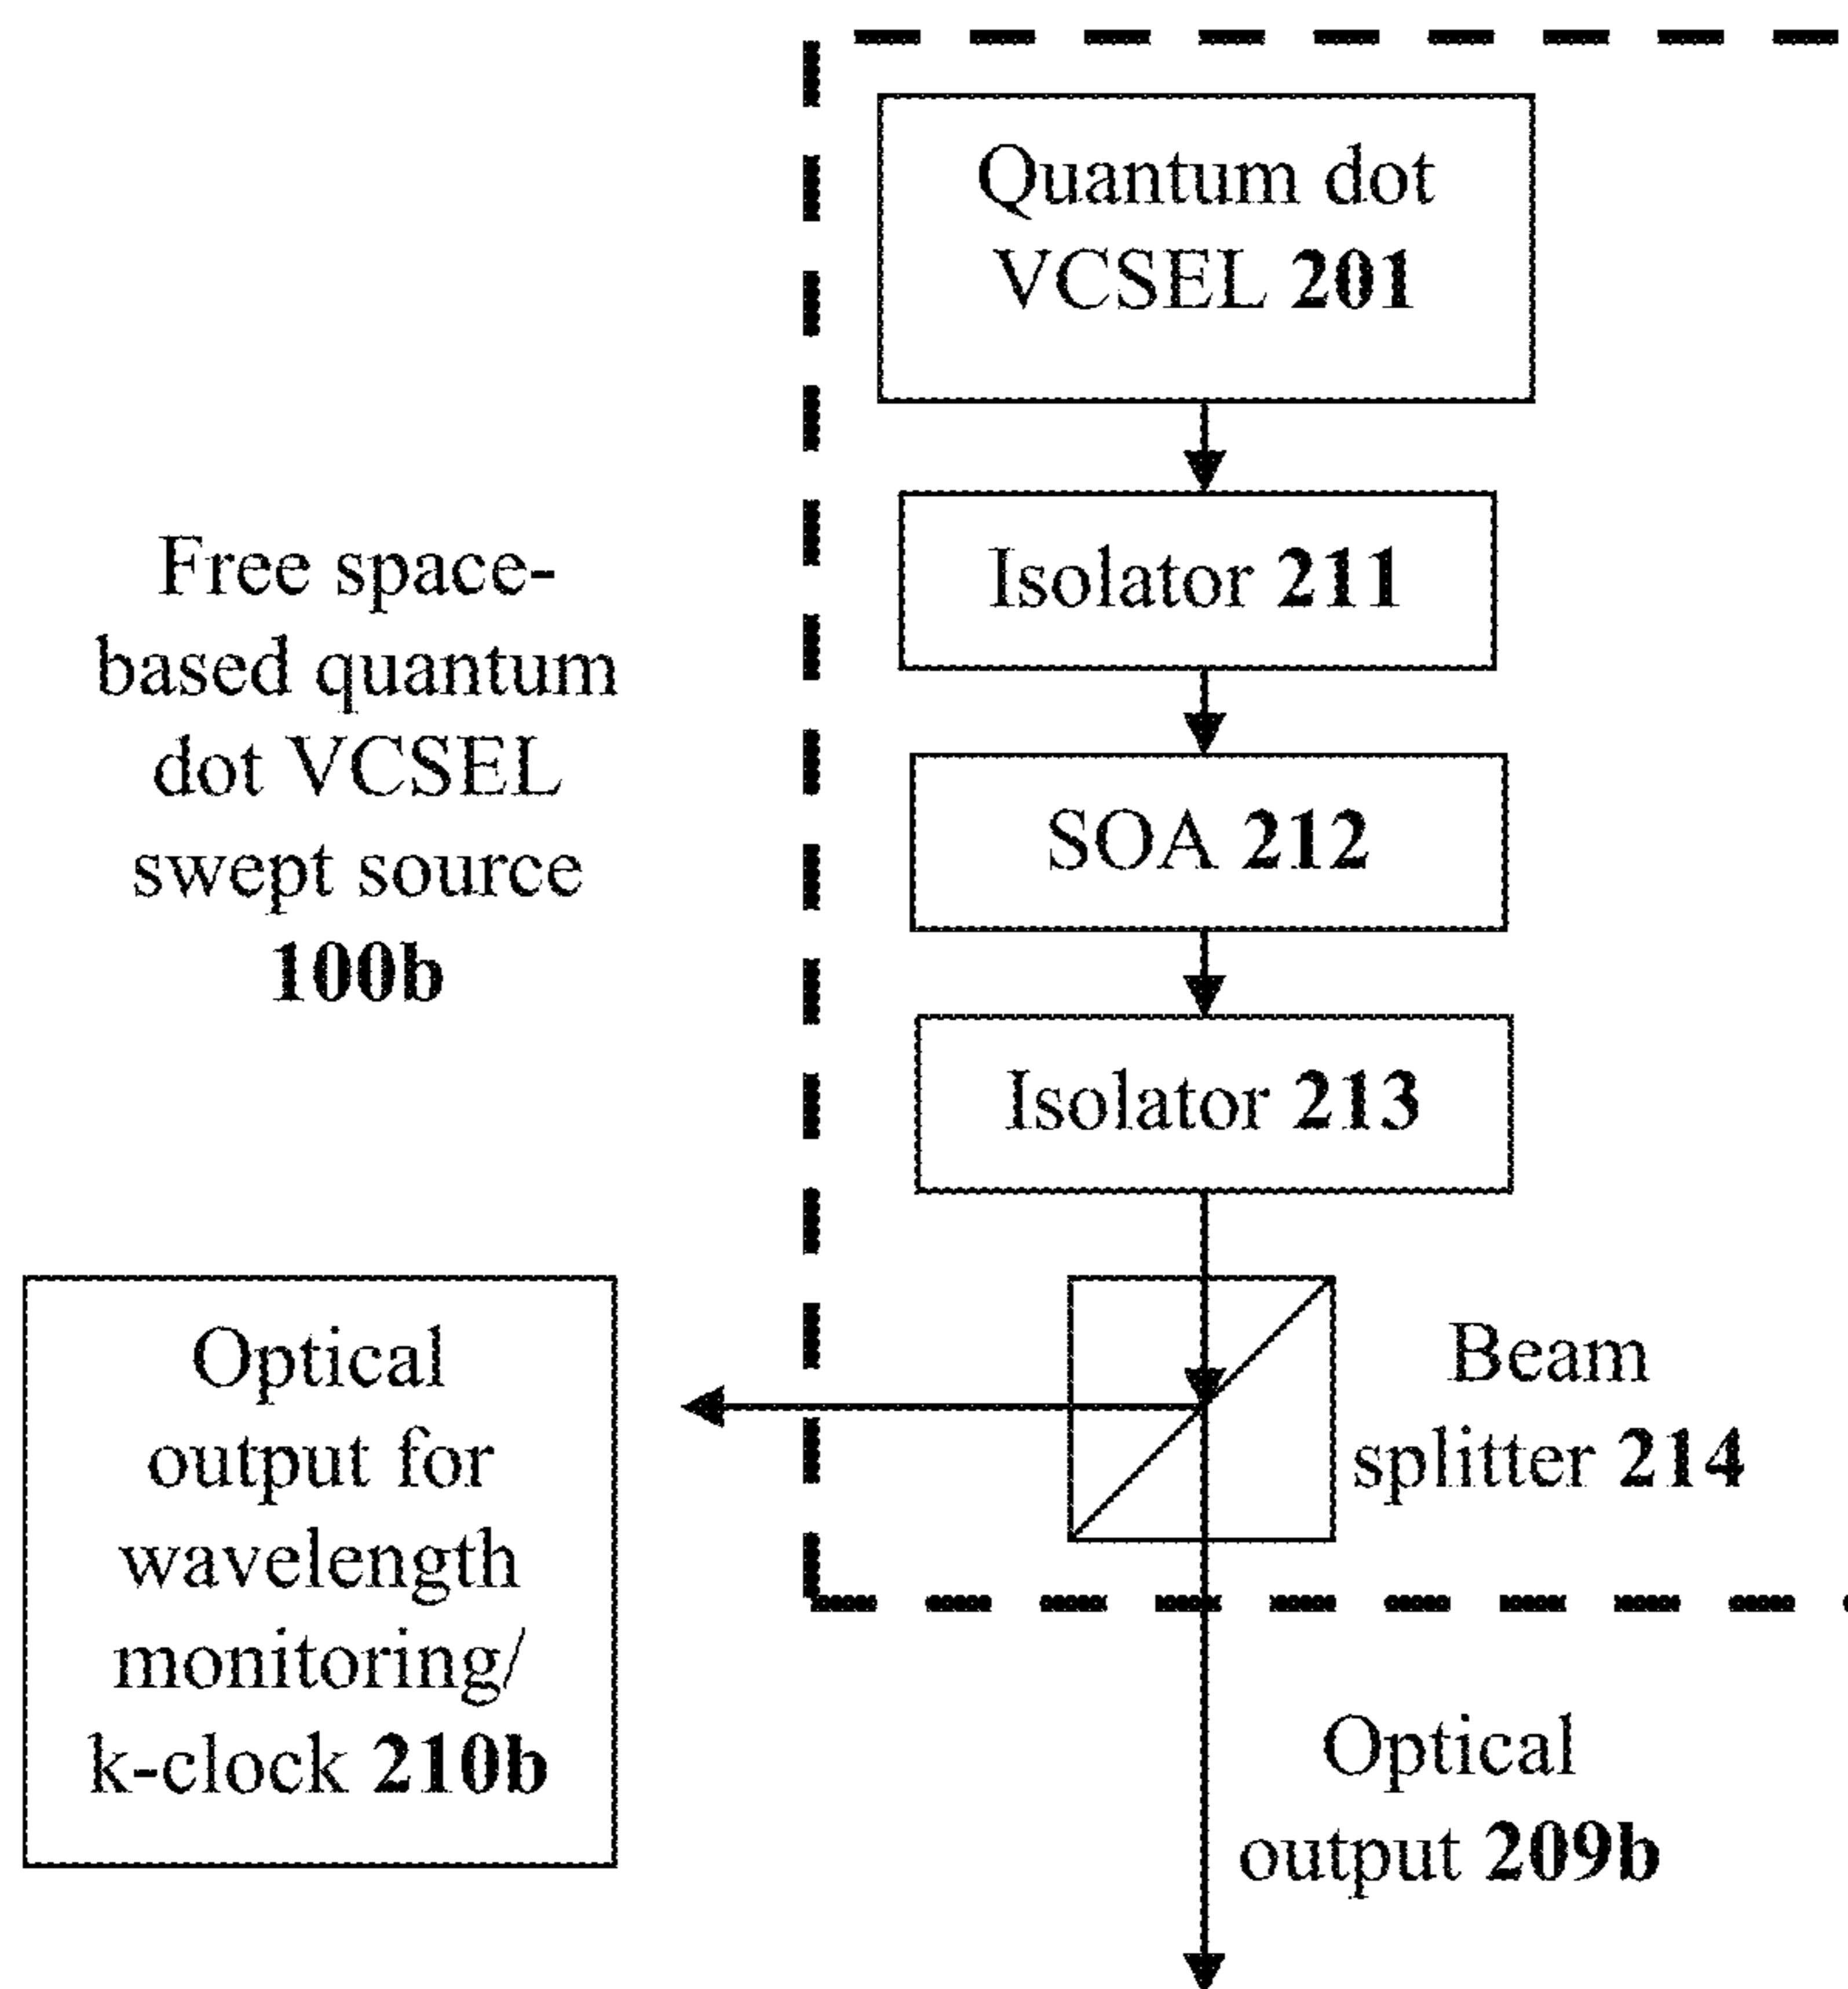 Quantum dot
VCSEL 201
Isolator 211
SOA 212
Isolator 213
Free space-
based quantum
dot VCSEL
swept source
100b
Beam
splitter 214
Optical
output for
wavelength
monitoring/
k-clock 210b
Optical
output 209b